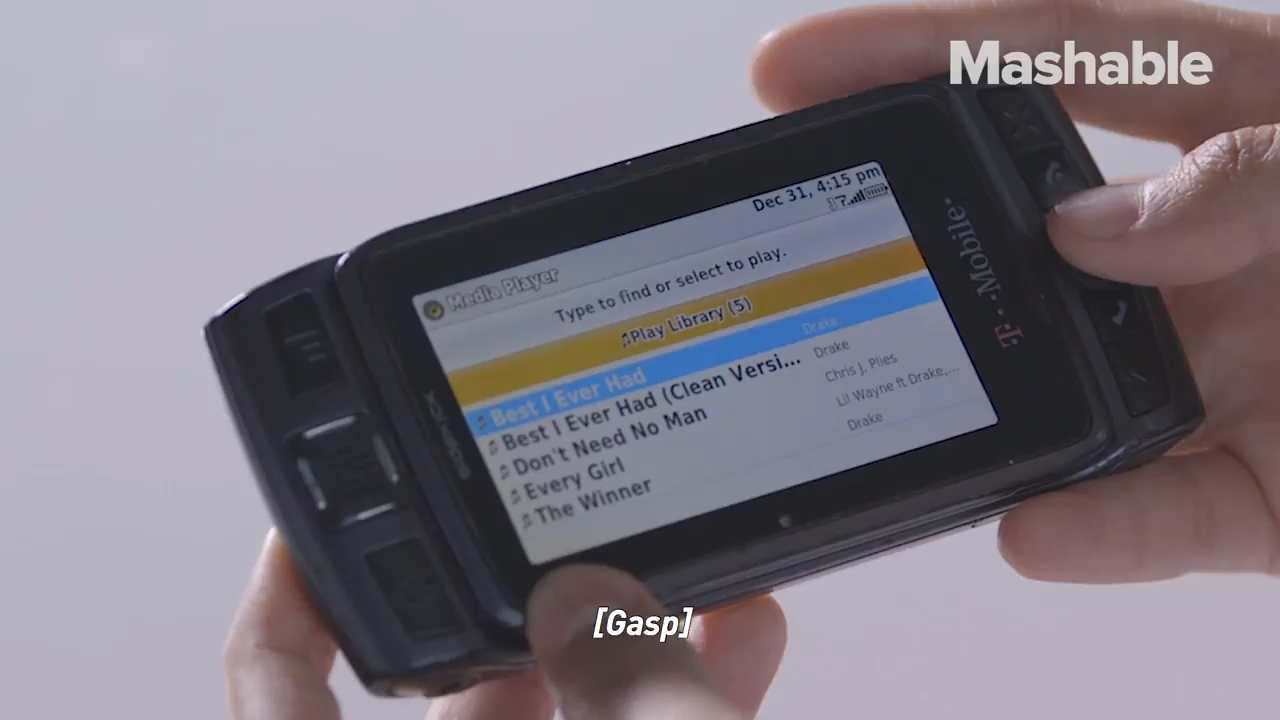 Mashable
Dec 31, 4:15 pm
Media Player
Type to find or select to play.
Play Library (5)
Best I Ever Had Drake
Best I Ever Had (Clean Versi... Drake
Don't Need No Man Chris J, Plies
Every Girl Lil Wayne ft Drake,...
The Winner Drake
T-Mobile
[Gasp]